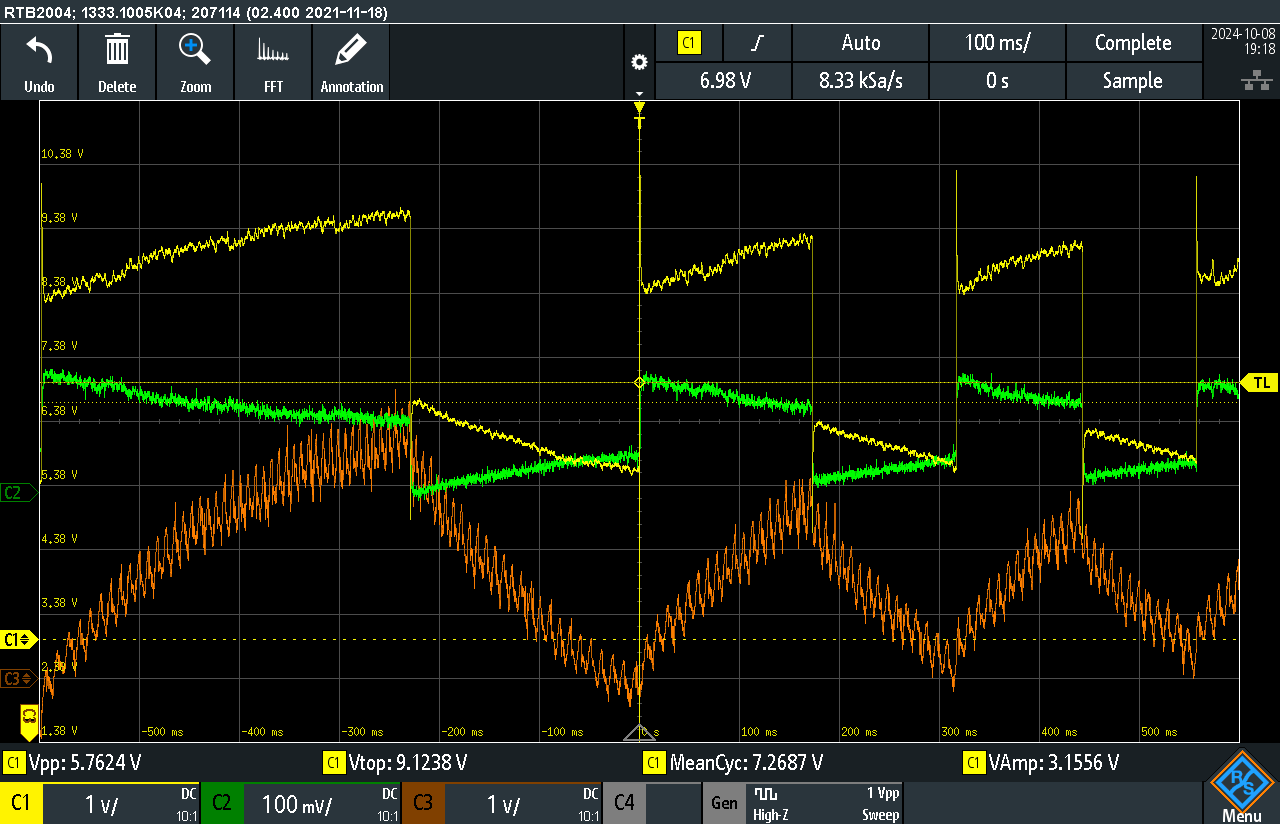 RTB2004; 1333.1005K04; 207114 (02.400 2021-11-18)
Undo
Delete
Zoom
FFT
Annotation
C1
Auto
100 ms/
Complete
2024-10-08
19:18
6.98 V
8.33 kSa/s
0 s
Sample
T
10.38 V
9.38 V
8.38 V
7.38 V
TL
6.38 V
5.38 V
C2
4.38 V
3.38 V
C1
2.38 V
C3
1.38 V
-500 ms
-400 ms
-300 ms
-200 ms
-100 ms
0 s
100 ms
200 ms
300 ms
400 ms
500 ms
C1 Vpp: 5.7624 V
C1 Vtop: 9.1238 V
C1 MeanCyc: 7.2687 V
C1 VAmp: 3.1556 V
C1 1 V/ DC 10:1
C2 100 mV/ DC 10:1
C3 1 V/ DC 10:1
C4
Gen High-Z 1 Vpp Sweep
R&S
Menu